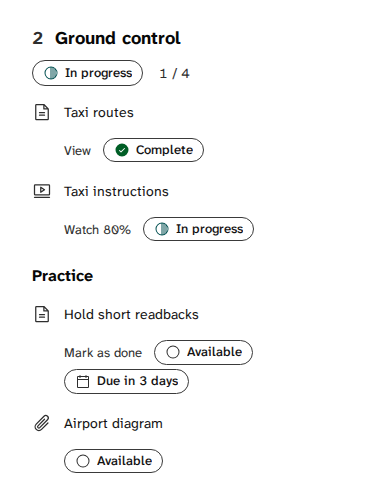 2 Ground control
In progress 1 / 4
Taxi routes
View Complete
Taxi instructions
Watch 80% In progress
Practice
Hold short readbacks
Mark as done Available
Due in 3 days
Airport diagram
Available